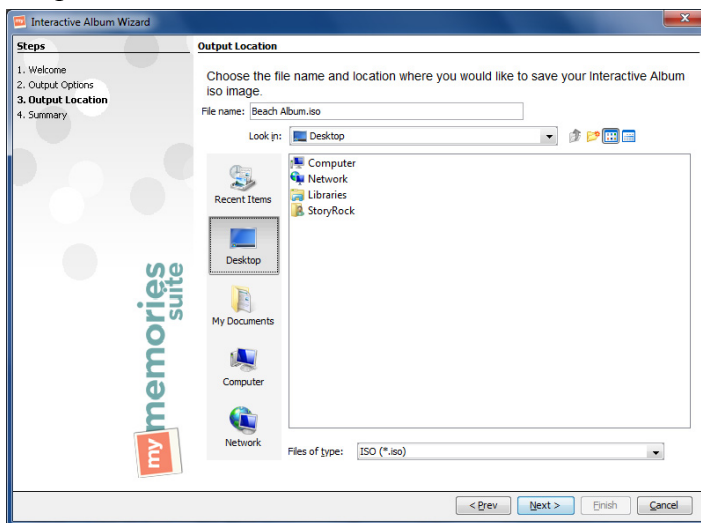 Interactive Album Wizard
Steps
1. Welcome
2. Output Options
3. Output Location
4. Summary
my memories
suite
Output Location
Choose the file name and location where you would like to save your Interactive Album
iso image.
File name: Beach Album.iso
Look in: Desktop
Recent Items
Desktop
My Documents
Computer
Network
Computer
Network
Libraries
StoryRock
Files of type: ISO (*.iso)
< Prev Next > Finish Cancel